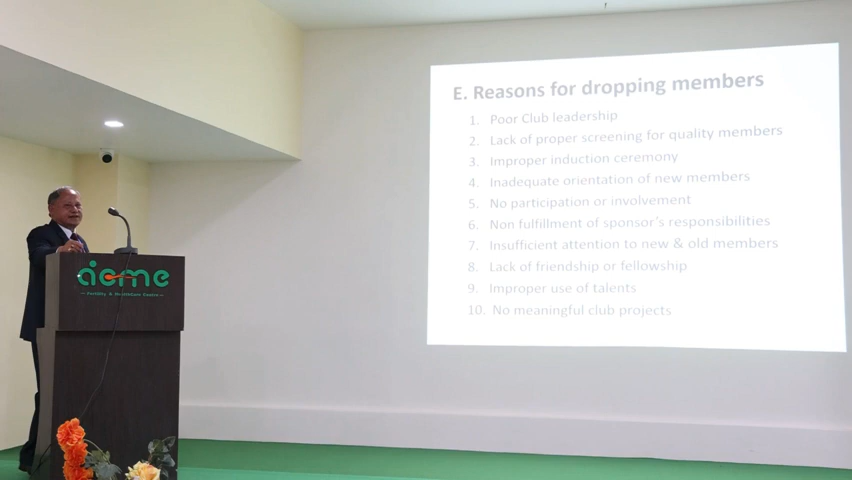 E. Reasons for dropping members
1. Poor Club leadership
2. Lack of proper screening for quality members
3. Improper induction ceremony
4. Inadequate orientation of new members
5. No participation or involvement
6. Non fulfillment of sponsor's responsibilities
7. Insufficient attention to new & old members
8. Lack of friendship or fellowship
9. Improper use of talents
10. No meaningful club projects
acme
Fertility & Healthcare Centre